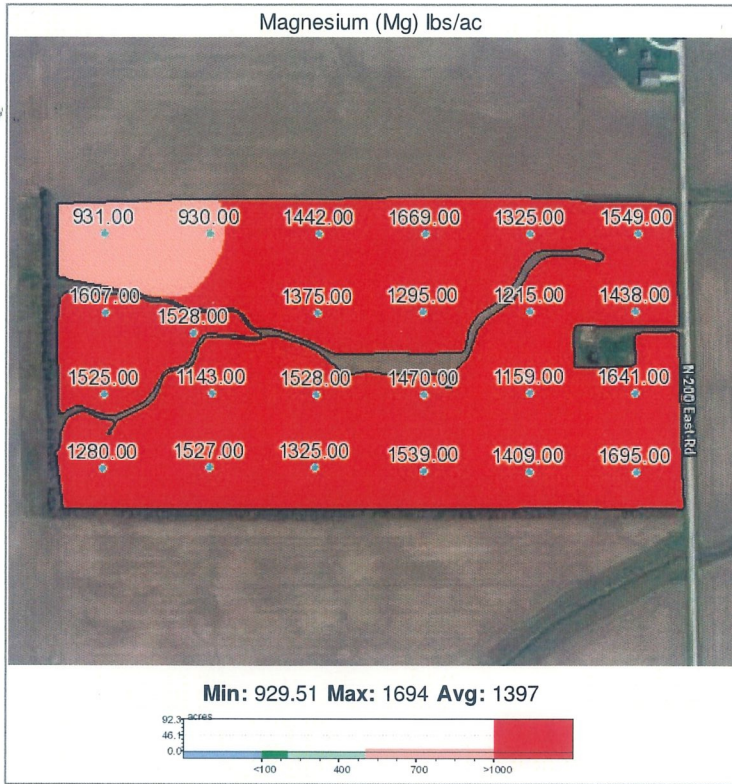 Magnesium (Mg) lbs/ac
931.00 930.00 1442.00 1669.00 1325.00 1549.00
1607.00 1528.00 1375.00 1295.00 1215.00 1438.00
1525.00 1143.00 1528.00 1470.00 1159.00 1641.00
1280.00 1527.00 1325.00 1539.00 1409.00 1695.00
N-200 East-Rd
Min: 929.51 Max: 1694 Avg: 1397
acres
92.3
46.1
0.0
<100 400 700 >1000